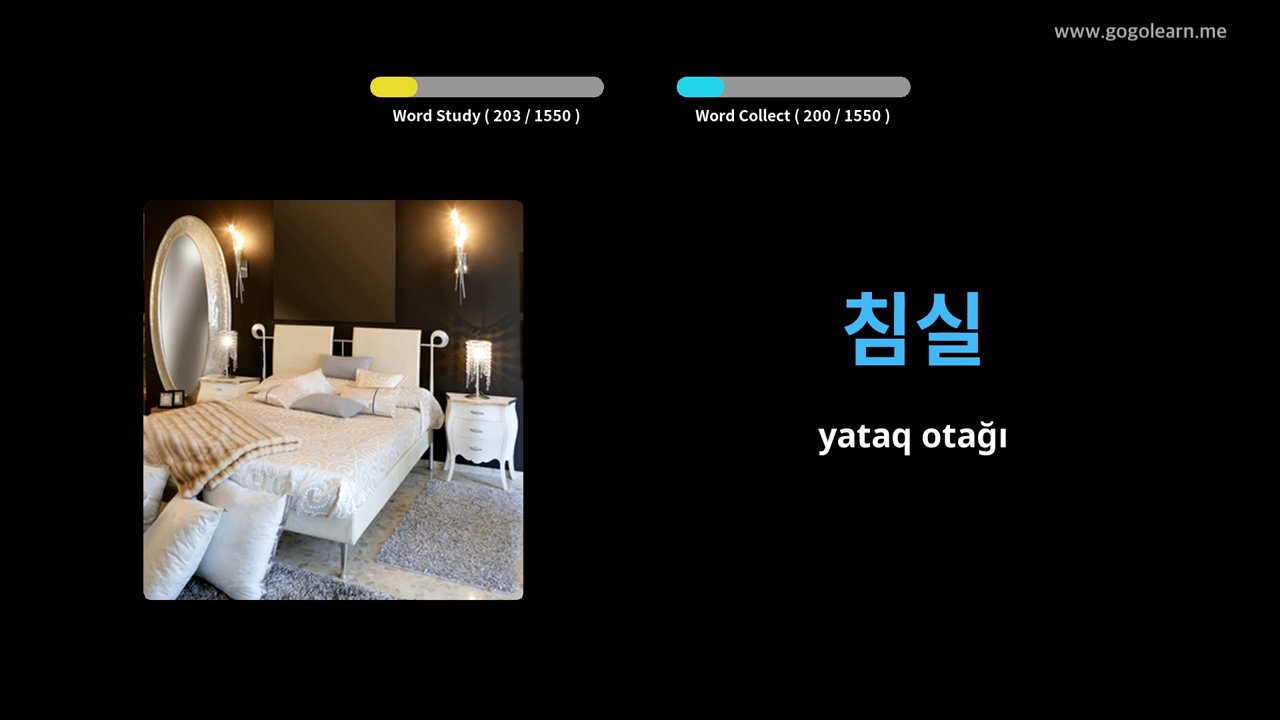 www.gogolearn.me
Word Study ( 203 / 1550 )
Word Collect ( 200 / 1550 )
침실
yataq otağı